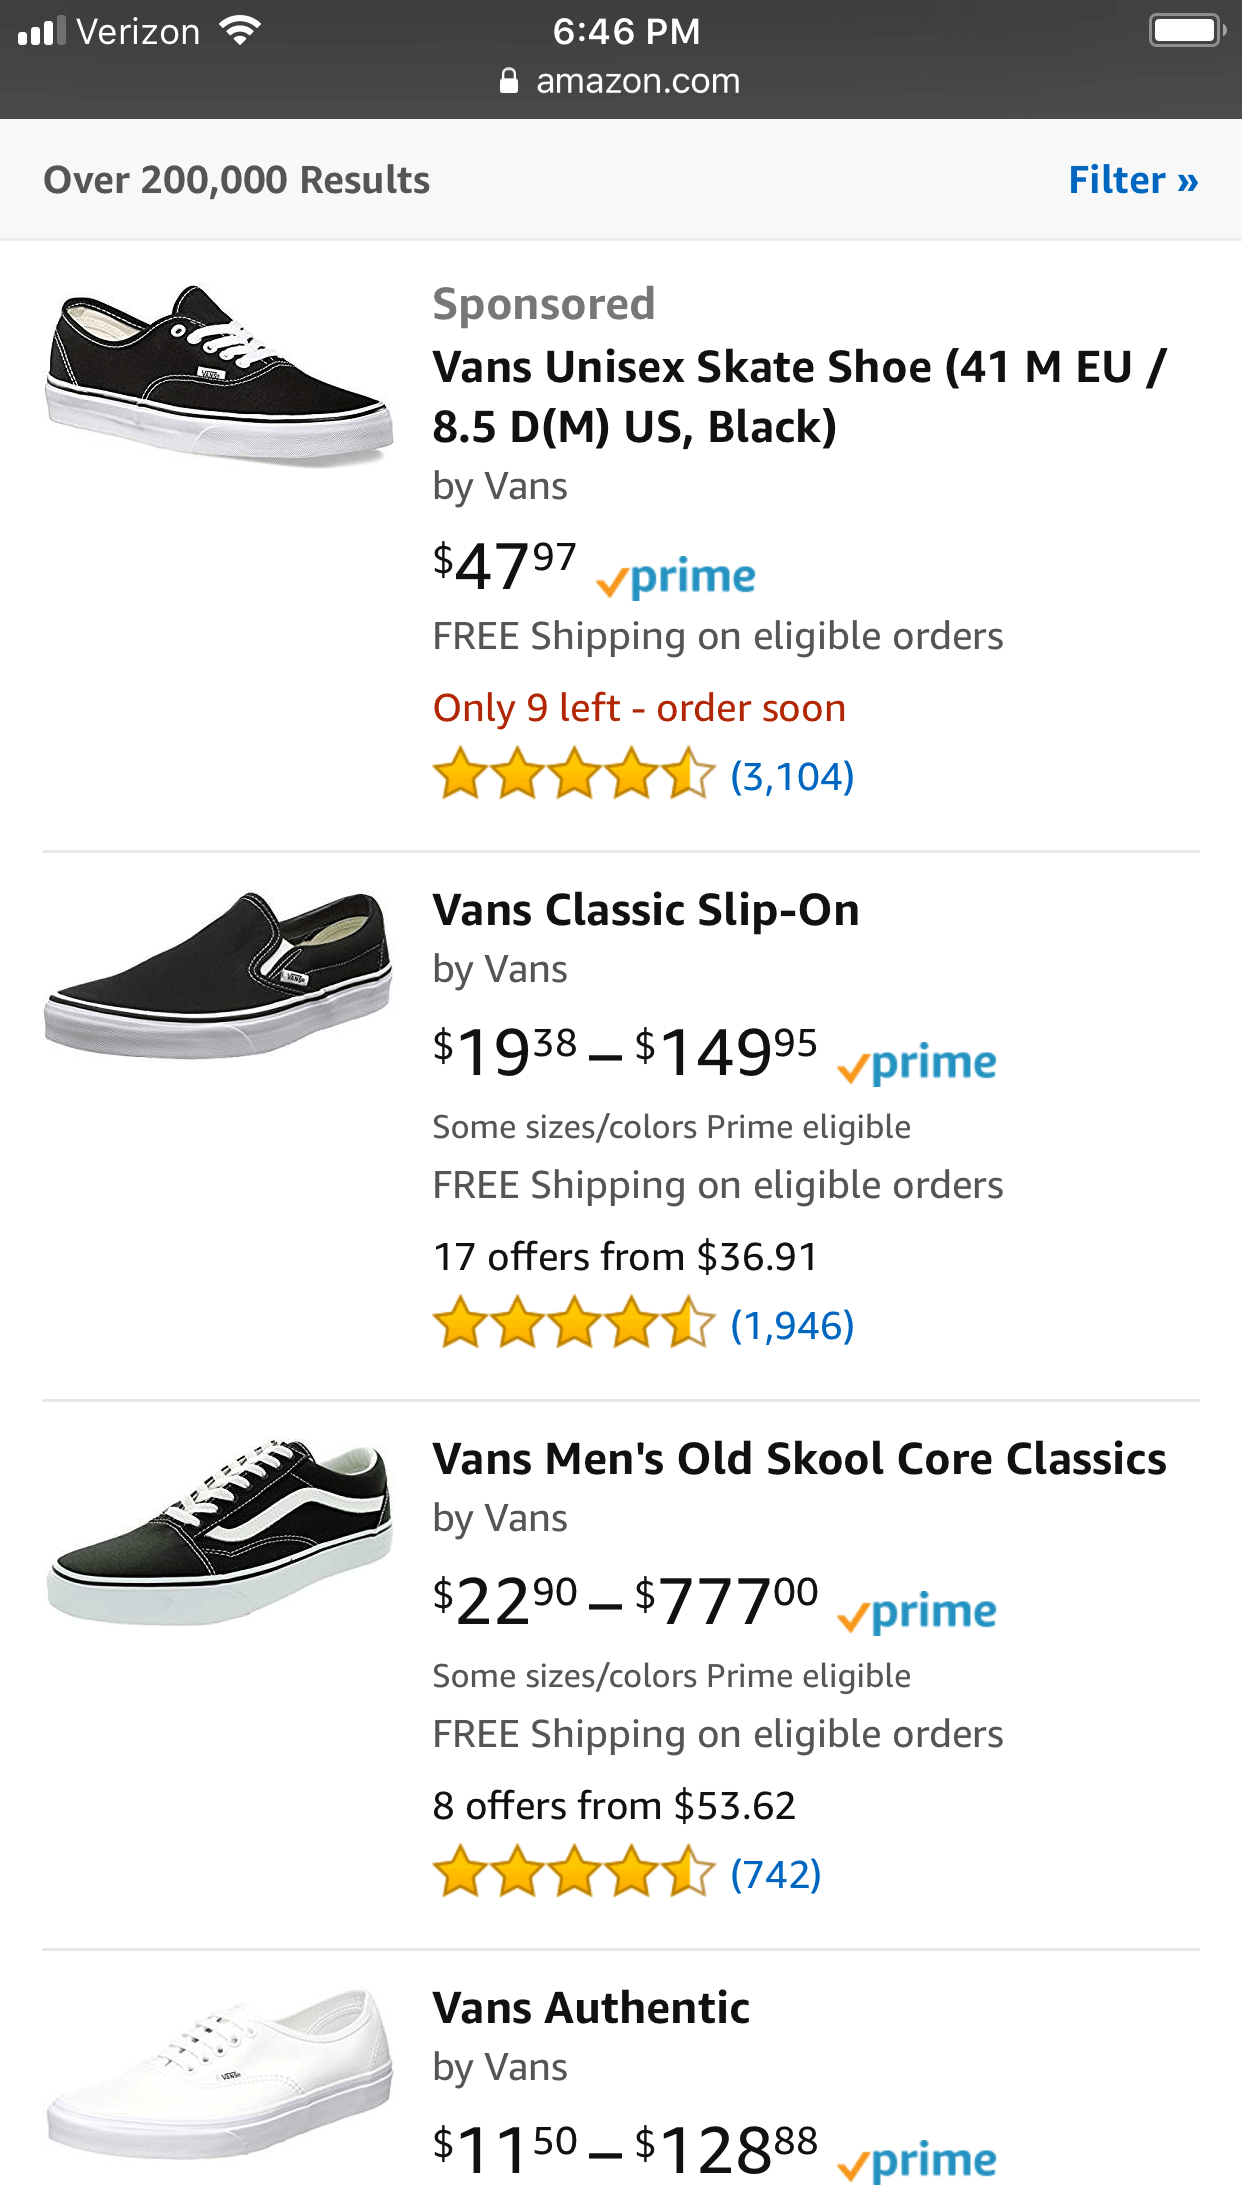 Verizon 6:46 PM
amazon.com
Over 200,000 Results Filter »
Sponsored
Vans Unisex Skate Shoe (41 M EU /
8.5 D(M) US, Black)
by Vans
$47 97 prime
FREE Shipping on eligible orders
Only 9 left - order soon
(3,104)
VANS
Vans Classic Slip-On
by Vans
$19 38 – $149 95 prime
Some sizes/colors Prime eligible
FREE Shipping on eligible orders
17 offers from $36.91
(1,946)
VANS
Vans Men's Old Skool Core Classics
by Vans
$22 90 – $777 00 prime
Some sizes/colors Prime eligible
FREE Shipping on eligible orders
8 offers from $53.62
(742)
Vans Authentic
by Vans
$11 50 – $128 88 prime
VANS